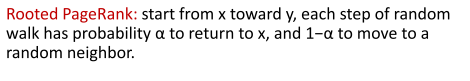 Rooted PageRank: start from x toward y, each step of random
walk has probability α to return to x, and 1−α to move to a
random neighbor.